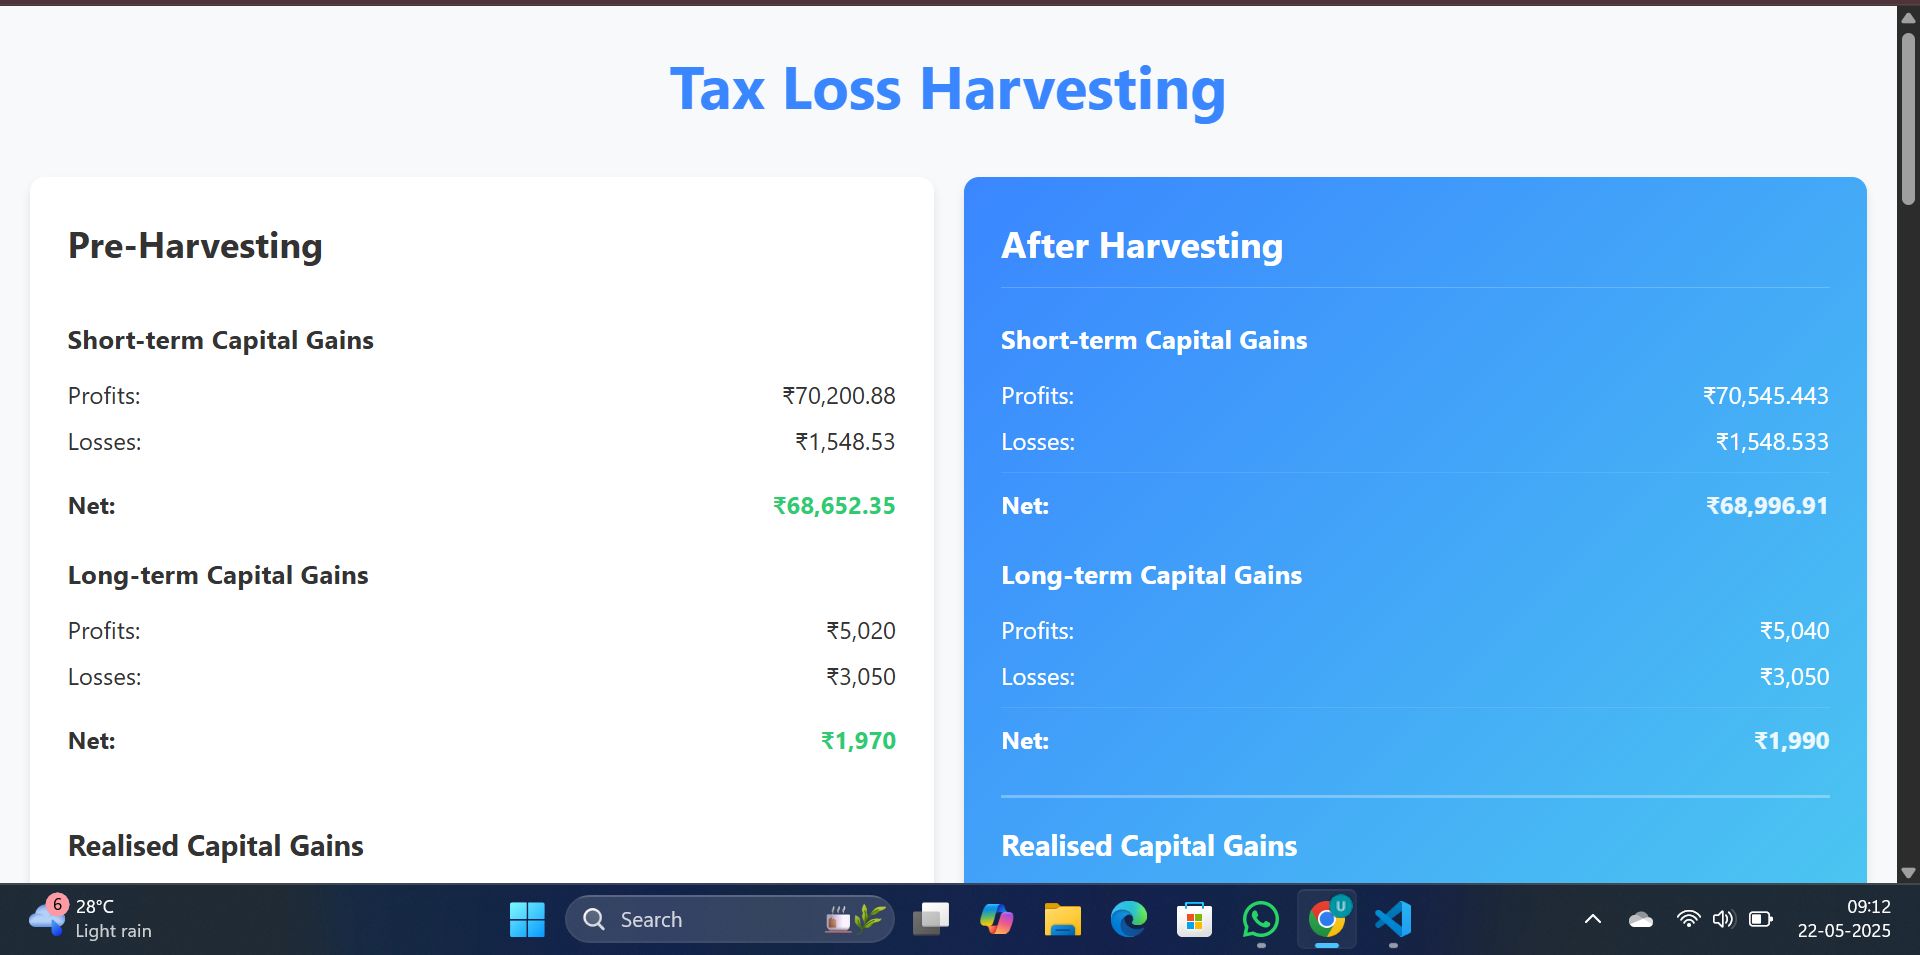 Tax Loss Harvesting
Pre-Harvesting
Short-term Capital Gains
Profits: ₹70,200.88
Losses: ₹1,548.53
Net: ₹68,652.35
Long-term Capital Gains
Profits: ₹5,020
Losses: ₹3,050
Net: ₹1,970
Realised Capital Gains
After Harvesting
Short-term Capital Gains
Profits: ₹70,545.443
Losses: ₹1,548.533
Net: ₹68,996.91
Long-term Capital Gains
Profits: ₹5,040
Losses: ₹3,050
Net: ₹1,990
Realised Capital Gains
6
28°C
Light rain
Search
U
09:12
22-05-2025